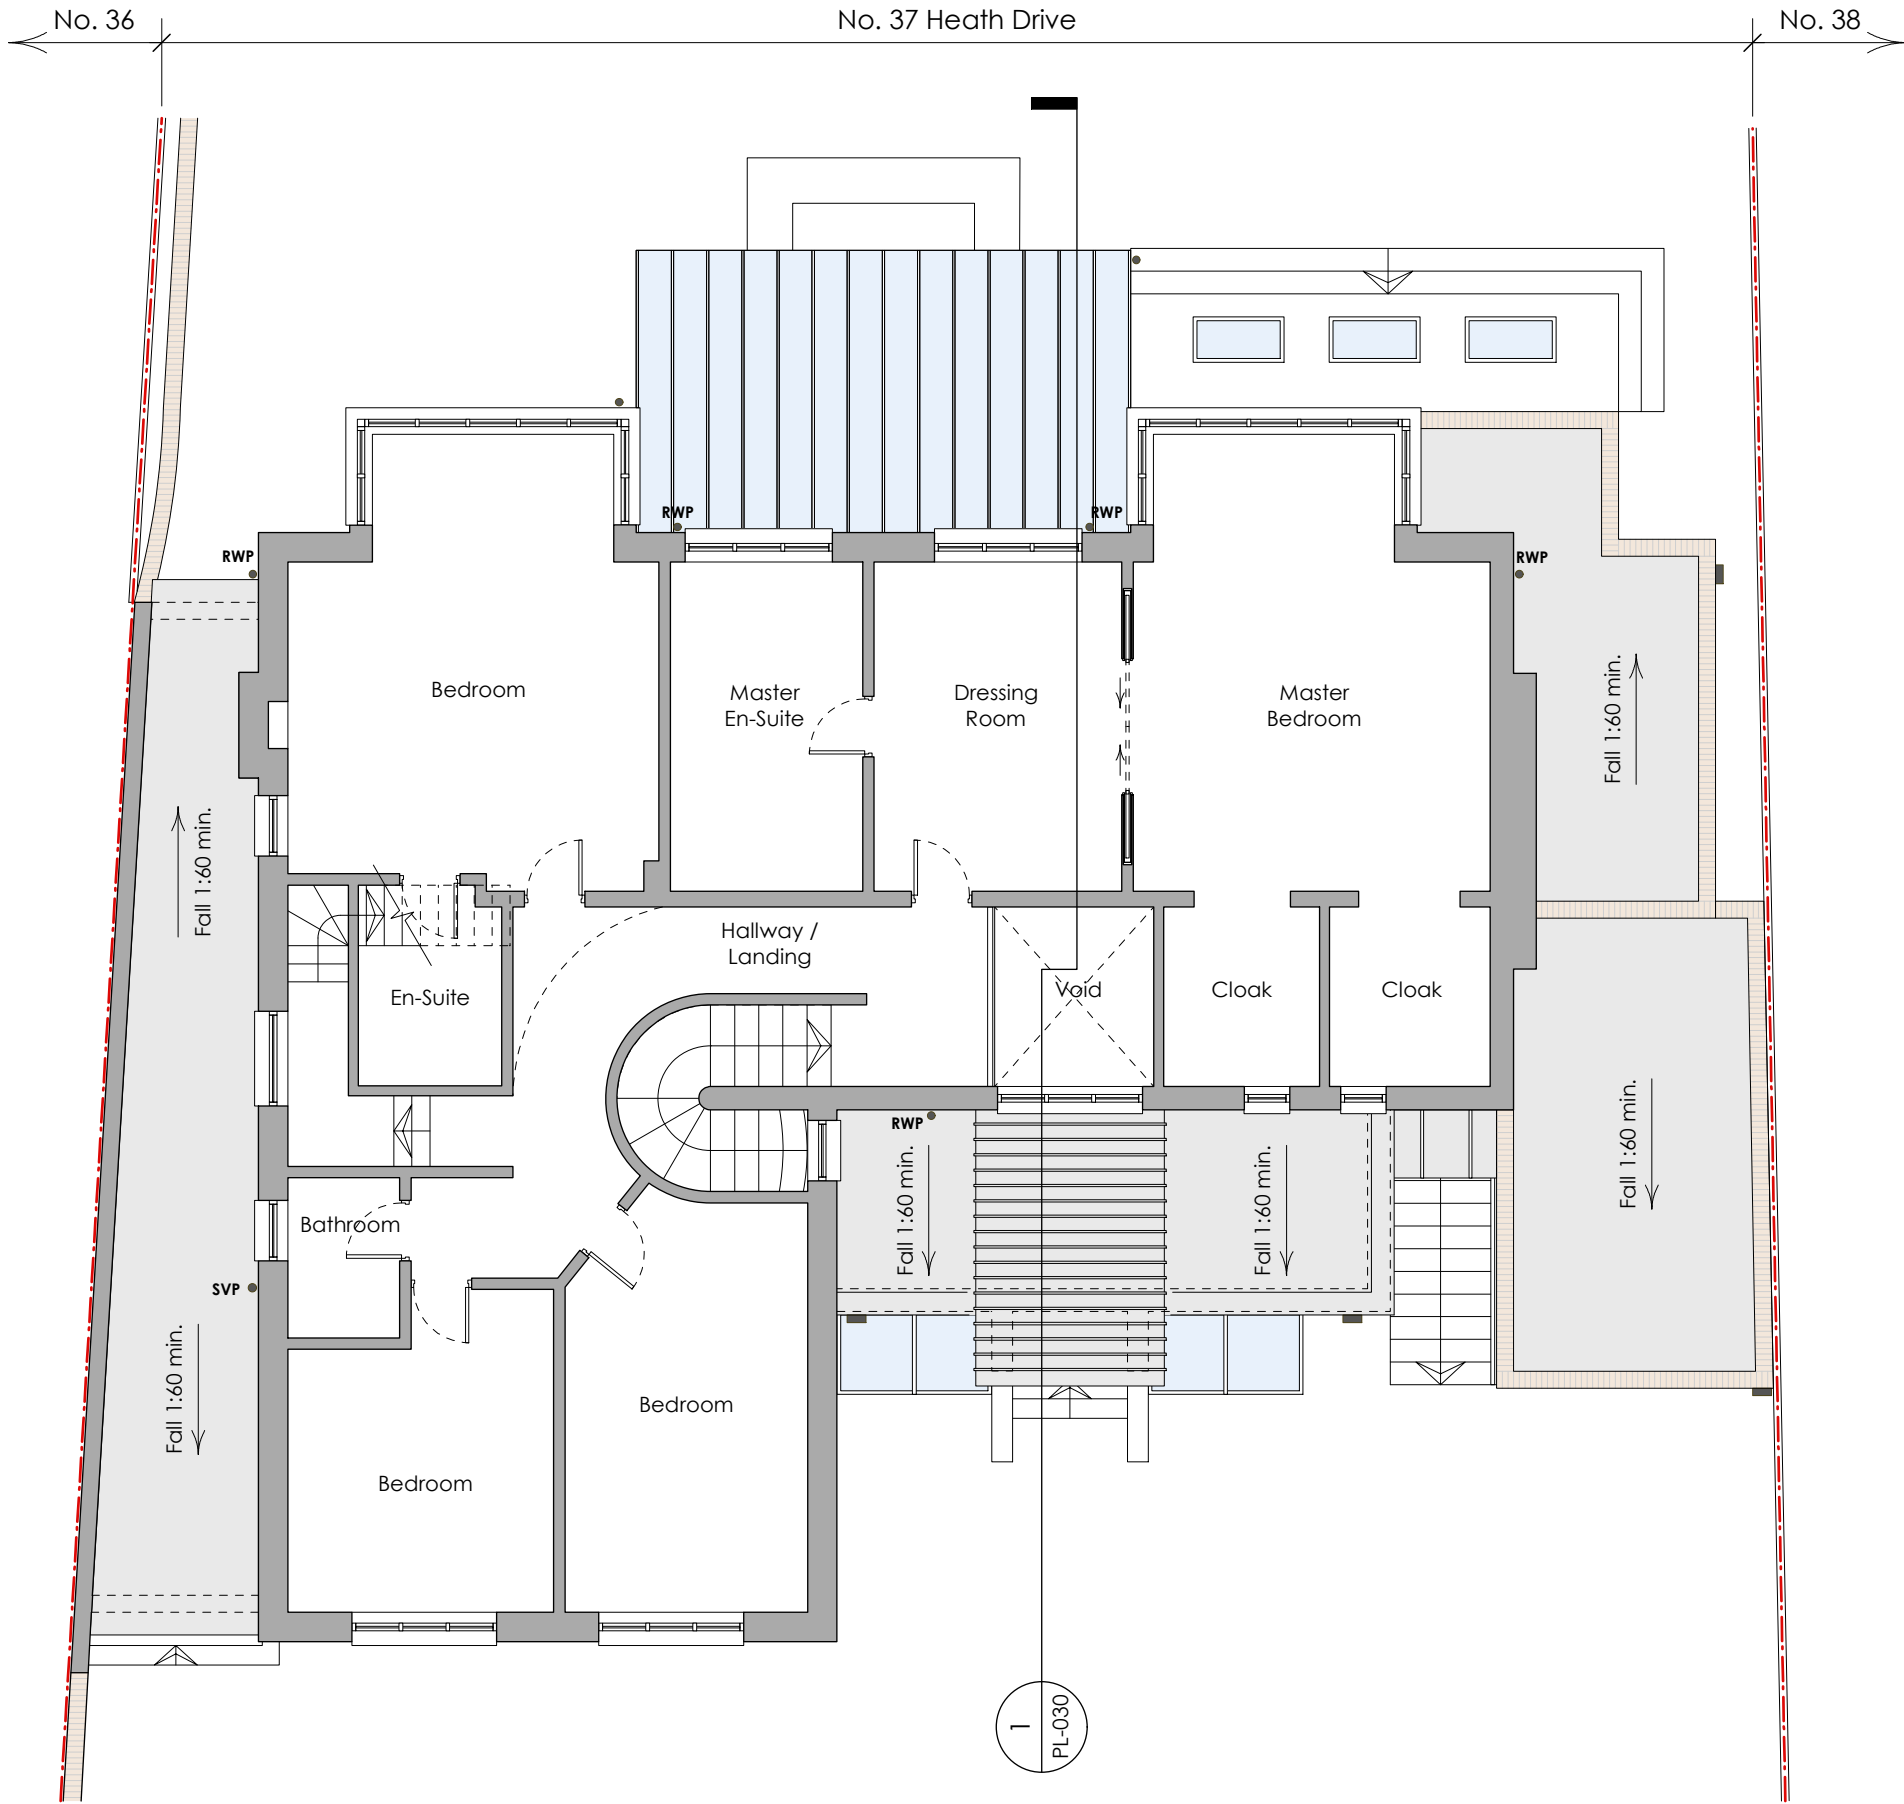 No. 36
No. 37 Heath Drive
No. 38
RWP
RWP
RWP
RWP
Bedroom
Master
En-Suite
Dressing
Room
Master
Bedroom
Fall 1:60 min.
Fall 1:60 min.
Hallway /
Landing
En-Suite
Void
Cloak
Cloak
RWP
Fall 1:60 min.
Fall 1:60 min.
Fall 1:60 min.
Bathroom
SVP
Fall 1:60 min.
Bedroom
Bedroom
1
PL-030